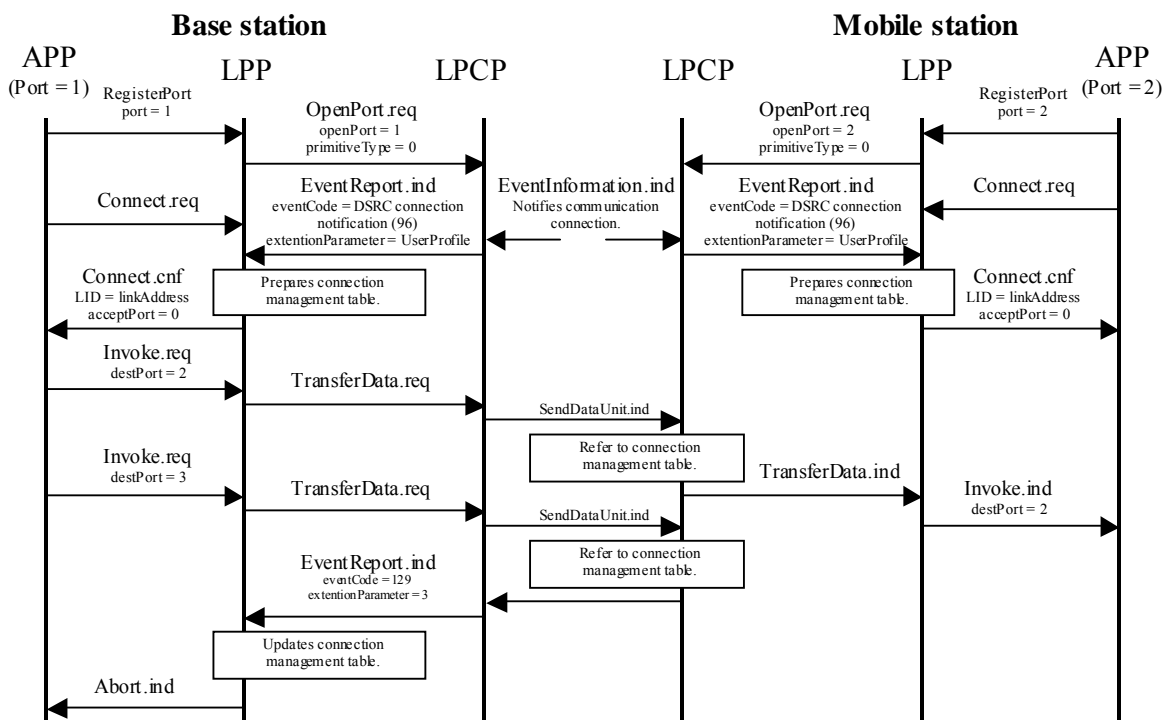 Base station
Mobile station
APP
(Port = 1)
LPP
LPCP
LPCP
LPP
APP
(Port = 2)
RegisterPort
port = 1
OpenPort.req
openPort = 1
primitiveType = 0
OpenPort.req
openPort = 2
primitiveType = 0
RegisterPort
port = 2
Connect.req
EventReport.ind
eventCode = DSRC connection
notification (96)
extentionParameter = UserProfile
EventInformation.ind
Notifies communication
connection.
EventReport.ind
eventCode = DSRC connection
notification (96)
extentionParameter = UserProfile
Connect.req
Prepares connection
management table.
Prepares connection
management table.
Connect.cnf
LID = linkAddress
acceptPort = 0
Connect.cnf
LID = linkAddress
acceptPort = 0
Invoke.req
destPort = 2
TransferData.req
SendDataUnit.ind
Refer to connection
management table.
Invoke.req
destPort = 3
TransferData.req
TransferData.ind
Invoke.ind
destPort = 2
SendDataUnit.ind
Refer to connection
management table.
EventReport.ind
eventCode = 129
extentionParameter = 3
Updates connection
management table.
Abort.ind